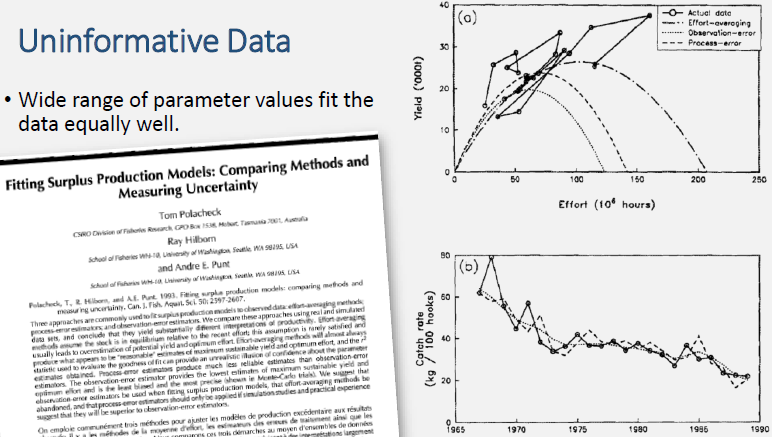 Uninformative Data
• Wide range of parameter values fit the
data equally well.
Fitting Surplus Production Models: Comparing Methods and
Measuring Uncertainty
Tom Polacheck
CSIRO Division of Fisheries Research, GPO Box 1538, Hobart, Tasmania 7001, Australia
Ray Hilborn
School of Fisheries WH-10, University of Washington, Seattle, WA 98195, USA
and Andre E. Punt
School of Fisheries WH-10, University of Washington, Seattle, WA 98195, USA
Polacheck, T., R. Hilborn, and A.E. Punt. 1993. Fitting surplus production models: comparing methods and
measuring uncertainty. Can. J. Fish. Aquat. Sci. 50: 2597-2607.
Three approaches are commonly used to fit surplus production models to observed data: effort-averaging methods;
process-error estimators; and observation-error estimators. We compare these approaches using real and simulated
data sets, and conclude that they yield substantially different interpretations of productivity. Effort-averaging
methods assume the stock is in equilibrium relative to the recent effort; this assumption is rarely satisfied and
usually leads to overestimation of potential yield and optimum effort. Effort-averaging methods will almost always
produce what appears to be "reasonable" estimates of maximum sustainable yield and optimum effort, and the r2
statistic used to evaluate the goodness of fit can provide an unrealistic illusion of confidence about the parameter
estimates obtained. Process-error estimators produce much less reliable estimates than observation-error
estimators. The observation-error estimator provides the lowest estimates of maximum sustainable yield and
optimum effort and is the least biased and the most precise (shown in Monte-Carlo trials). We suggest that
observation-error estimators be used when fitting surplus production models, that effort-averaging methods be
abandoned, and that process-error estimators should only be applied if simulation studies and practical experience
suggest that they will be superior to observation-error estimators.
On emploie communément trois méthodes pour ajuster les modèles de production excédentaire aux résultats
(a)
Actual data
Effort-averaging
Observation-error
Process-error
Yield ('000t)
40
30
20
10
0
0 50 100 150 200 250
Effort (10⁶ hours)
(b)
Catch rate
(kg / 100 hooks)
80
60
40
20
0
1965 1970 1975 1980 1985 1990